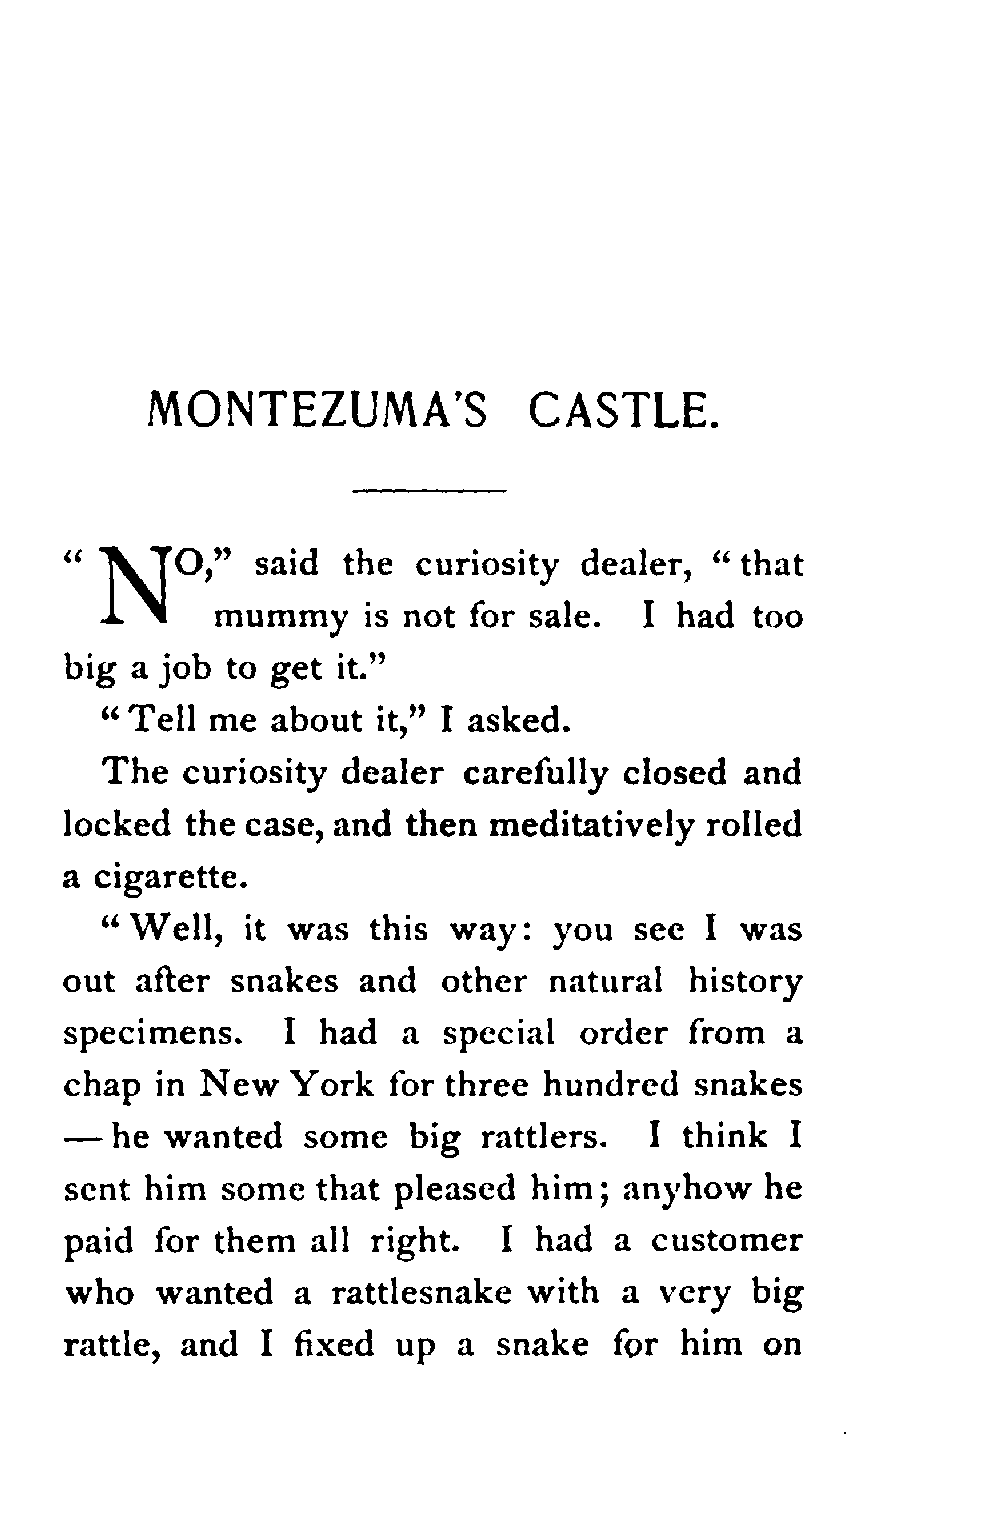 MONTEZUMA'S CASTLE.
“NO,” said the curiosity dealer, “that
mummy is not for sale. I had too
big a job to get it.”
“Tell me about it,” I asked.
The curiosity dealer carefully closed and
locked the case, and then meditatively rolled
a cigarette.
“Well, it was this way: you see I was
out after snakes and other natural history
specimens. I had a special order from a
chap in New York for three hundred snakes
— he wanted some big rattlers. I think I
sent him some that pleased him; anyhow he
paid for them all right. I had a customer
who wanted a rattlesnake with a very big
rattle, and I fixed up a snake for him on